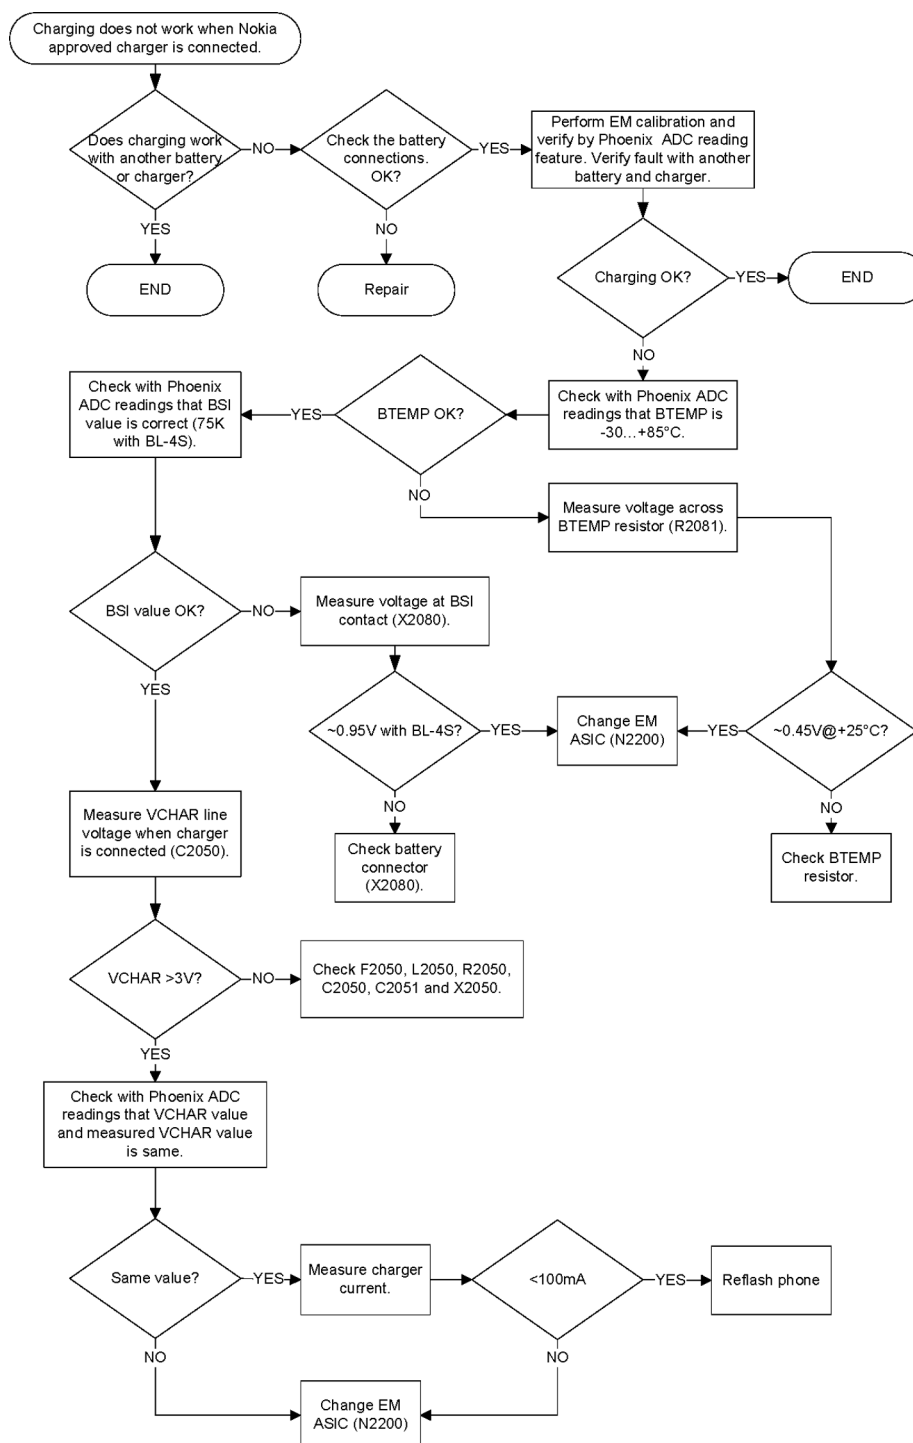 Charging does not work when Nokia
approved charger is connected.
Does charging work
with another battery
or charger?
NO
Check the battery
connections.
OK?
YES
Perform EM calibration and
verify by Phoenix ADC reading
feature. Verify fault with another
battery and charger.
YES
NO
END
Repair
Charging OK?
YES
END
NO
Check with Phoenix
ADC readings that BSI
value is correct (75K
with BL-4S).
YES
BTEMP OK?
Check with Phoenix ADC
readings that BTEMP is
-30...+85°C.
NO
Measure voltage across
BTEMP resistor (R2081).
BSI value OK?
NO
Measure voltage at BSI
contact (X2080).
YES
~0.95V with BL-4S?
YES
Change EM
ASIC (N2200)
YES
~0.45V@+25°C?
NO
NO
Measure VCHAR line
voltage when charger
is connected (C2050).
Check battery
connector
(X2080).
Check BTEMP
resistor.
VCHAR >3V?
NO
Check F2050, L2050, R2050,
C2050, C2051 and X2050.
YES
Check with Phoenix ADC
readings that VCHAR value
and measured VCHAR value
is same.
Same value?
YES
Measure charger
current.
<100mA
YES
Reflash phone
NO
NO
Change EM
ASIC (N2200)